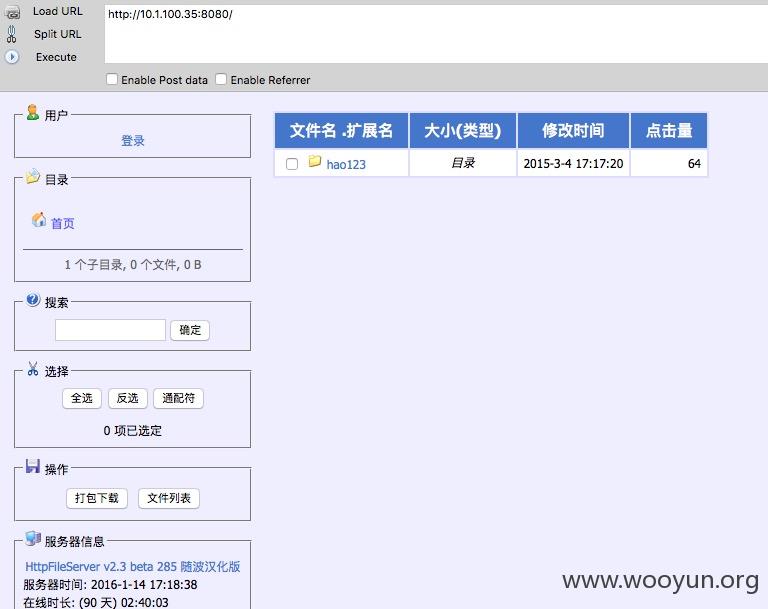 Load URL
http://10.1.100.35:8080/
Split URL
Execute
Enable Post data Enable Referrer
用户
登录
目录
首页
1 个子目录, 0 个文件, 0 B
搜索
确定
选择
全选 反选 通配符
0 项已选定
操作
打包下载 文件列表
服务器信息
HttpFileServer v2.3 beta 285 随波汉化版
服务器时间: 2016-1-14 17:18:38
在线时长: (90 天) 02:40:03
文件名 .扩展名 大小(类型) 修改时间 点击量
hao123 目录 2015-3-4 17:17:20 64
www.wooyun.org